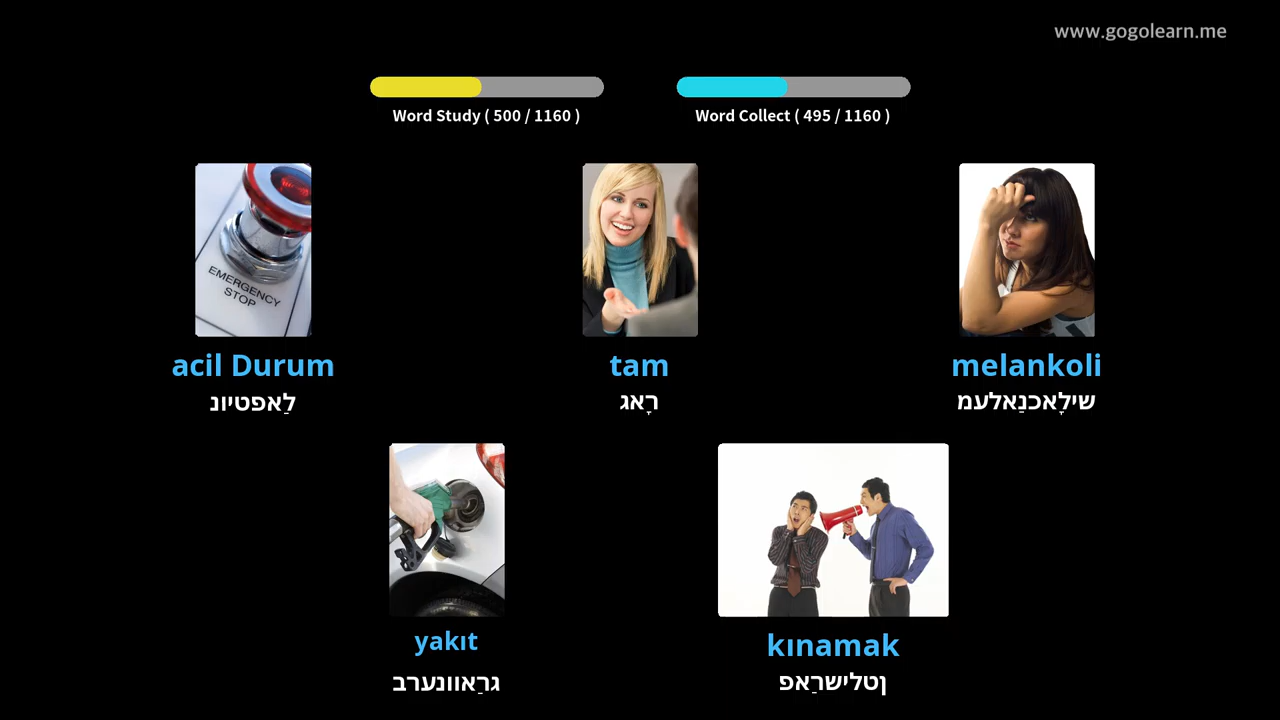 www.gogolearn.me
Word Study ( 500 / 1160 )
Word Collect ( 495 / 1160 )
acil Durum
לַאפטיונ
tam
רָאג
melankoli
שילָאכנַאלעמ
yakıt
גרַאוונערב
kınamak
ןטלישרַאפ
EMERGENCY
STOP